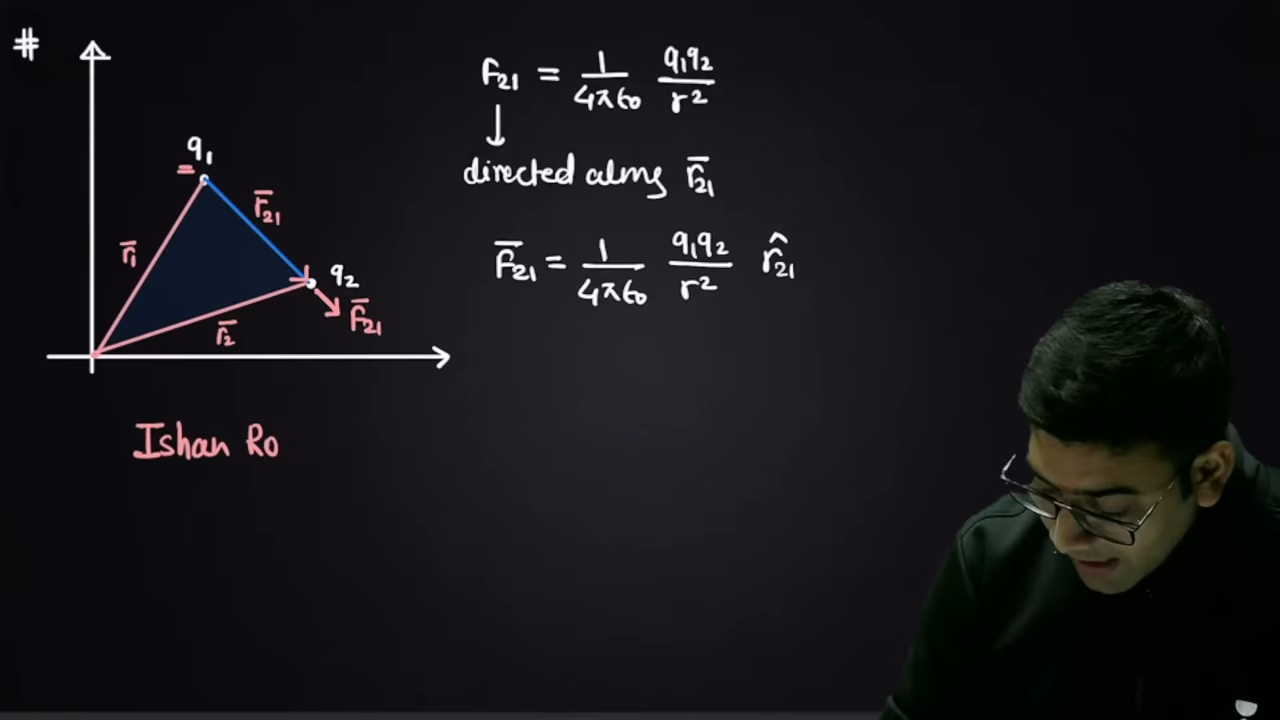 #
q₁
r̄₂₁
r̄₁
q₂
F̄₂₁
r̄₂
Ishan Ro
F₂₁ = 1/4πε₀ q₁q₂/r²
↓
directed along r̄₂₁
F̄₂₁ = 1/4πε₀ q₁q₂/r² r̂₂₁